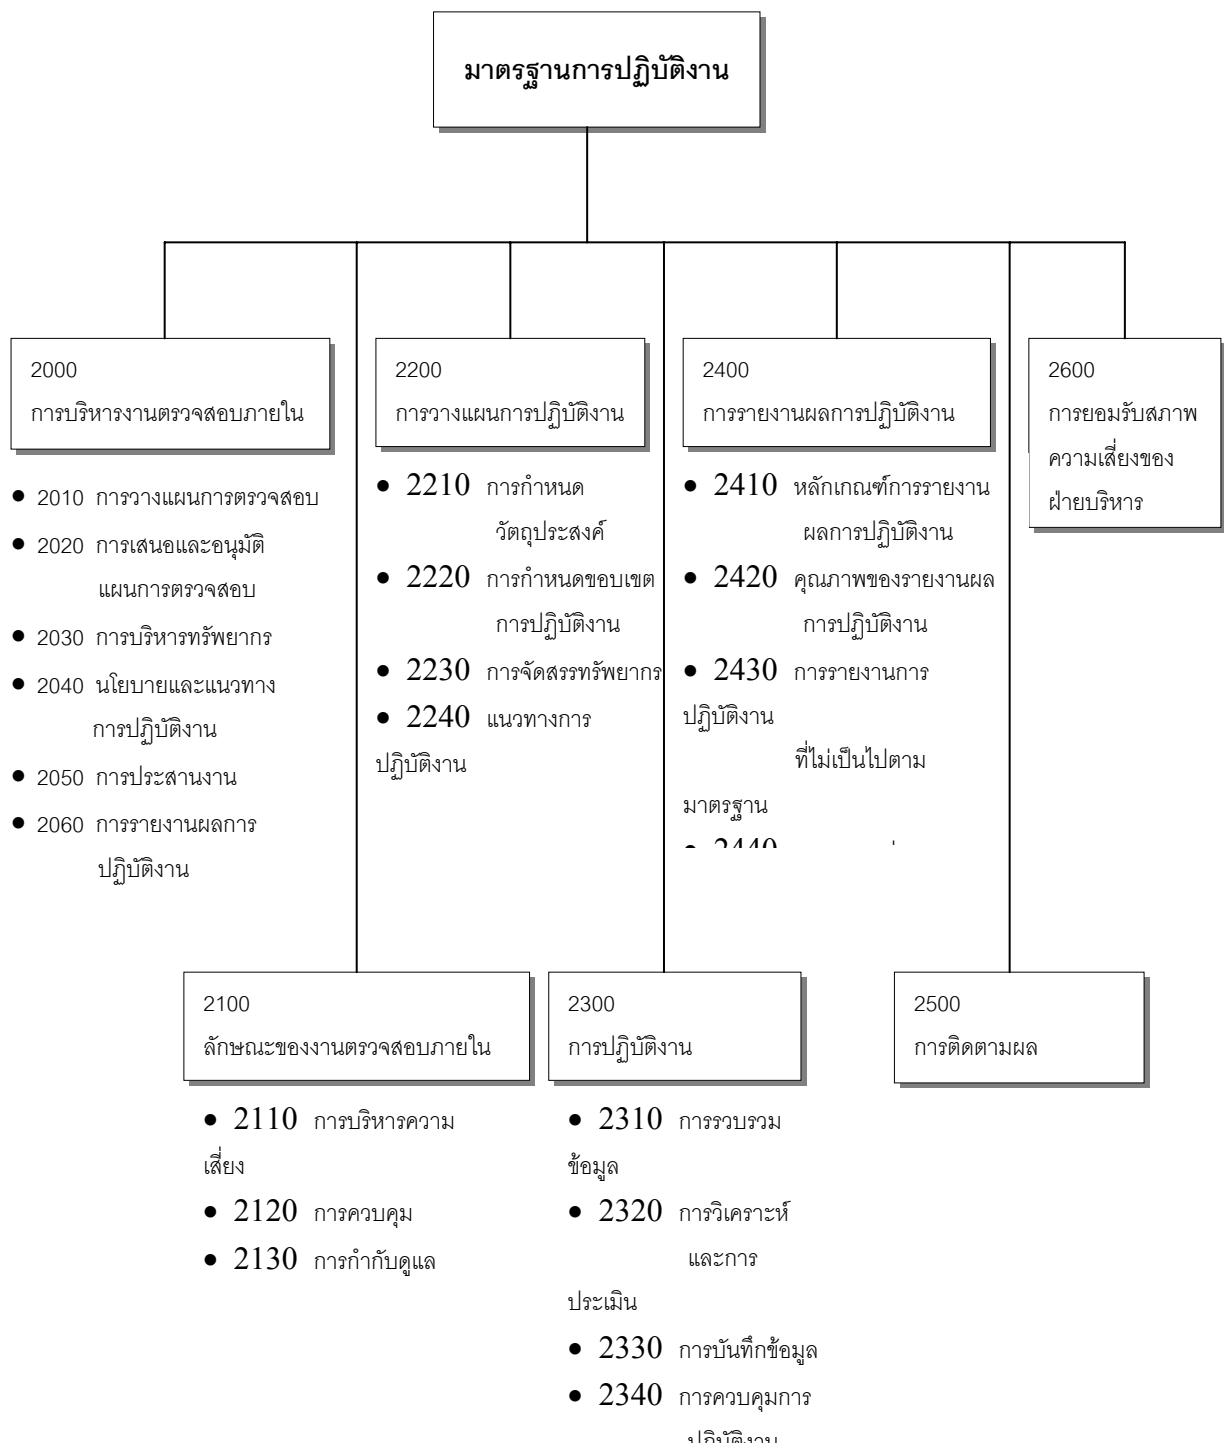 มาตรฐานการปฏิบัติงาน
2000
การบริหารงานตรวจสอบภายใน
● 2010 การวางแผนการตรวจสอบ
● 2020 การเสนอและอนุมัติ
แผนการตรวจสอบ
● 2030 การบริหารทรัพยากร
● 2040 นโยบายและแนวทาง
การปฏิบัติงาน
● 2050 การประสานงาน
● 2060 การรายงานผลการ
ปฏิบัติงาน
2200
การวางแผนการปฏิบัติงาน
● 2210 การกำหนด
วัตถุประสงค์
● 2220 การกำหนดขอบเขต
การปฏิบัติงาน
● 2230 การจัดสรรทรัพยากร
● 2240 แนวทางการ
ปฏิบัติงาน
2400
การรายงานผลการปฏิบัติงาน
● 2410 หลักเกณฑ์การรายงาน
ผลการปฏิบัติงาน
● 2420 คุณภาพของรายงานผล
การปฏิบัติงาน
● 2430 การรายงานการ
ปฏิบัติงาน
ที่ไม่เป็นไปตาม
มาตรฐาน
● 2440
2600
การยอมรับสภาพ
ความเสี่ยงของ
ฝ่ายบริหาร
2100
ลักษณะของงานตรวจสอบภายใน
● 2110 การบริหารความ
เสี่ยง
● 2120 การควบคุม
● 2130 การกำกับดูแล
2300
การปฏิบัติงาน
● 2310 การรวบรวม
ข้อมูล
● 2320 การวิเคราะห์
และการ
ประเมิน
● 2330 การบันทึกข้อมูล
● 2340 การควบคุมการ
ปฏิบัติงาน
2500
การติดตามผล